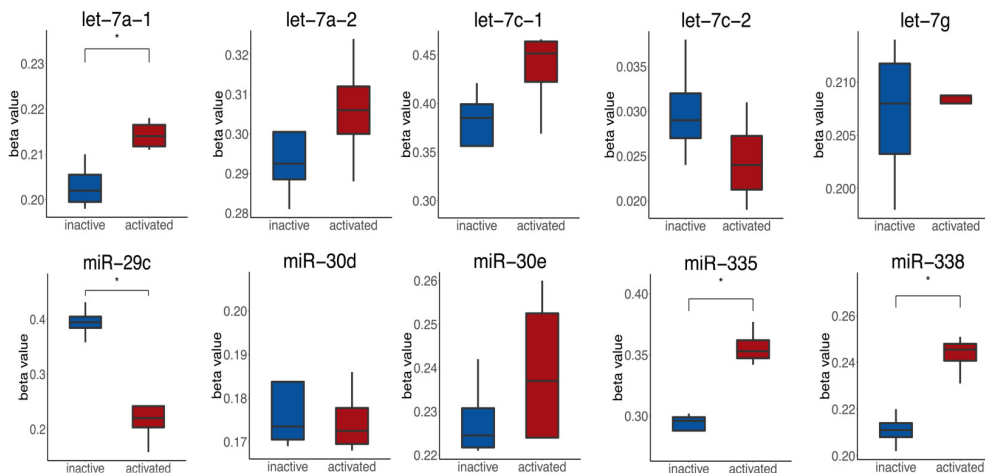 let-7a-1
let-7a-2
let-7c-1
let-7c-2
let-7g
beta value
0.23
0.22
0.21
0.20
*
inactive
activated
beta value
0.32
0.31
0.30
0.29
0.28
inactive
activated
beta value
0.45
0.40
0.35
0.30
inactive
activated
beta value
0.035
0.030
0.025
0.020
inactive
activated
beta value
0.210
0.205
0.200
inactive
activated
miR-29c
miR-30d
miR-30e
miR-335
miR-338
beta value
0.4
0.3
0.2
*
inactive
activated
beta value
0.20
0.19
0.18
0.17
inactive
activated
beta value
0.26
0.25
0.24
0.23
0.22
inactive
activated
beta value
0.40
0.35
0.30
*
inactive
activated
beta value
0.26
0.24
0.22
0.20
*
inactive
activated